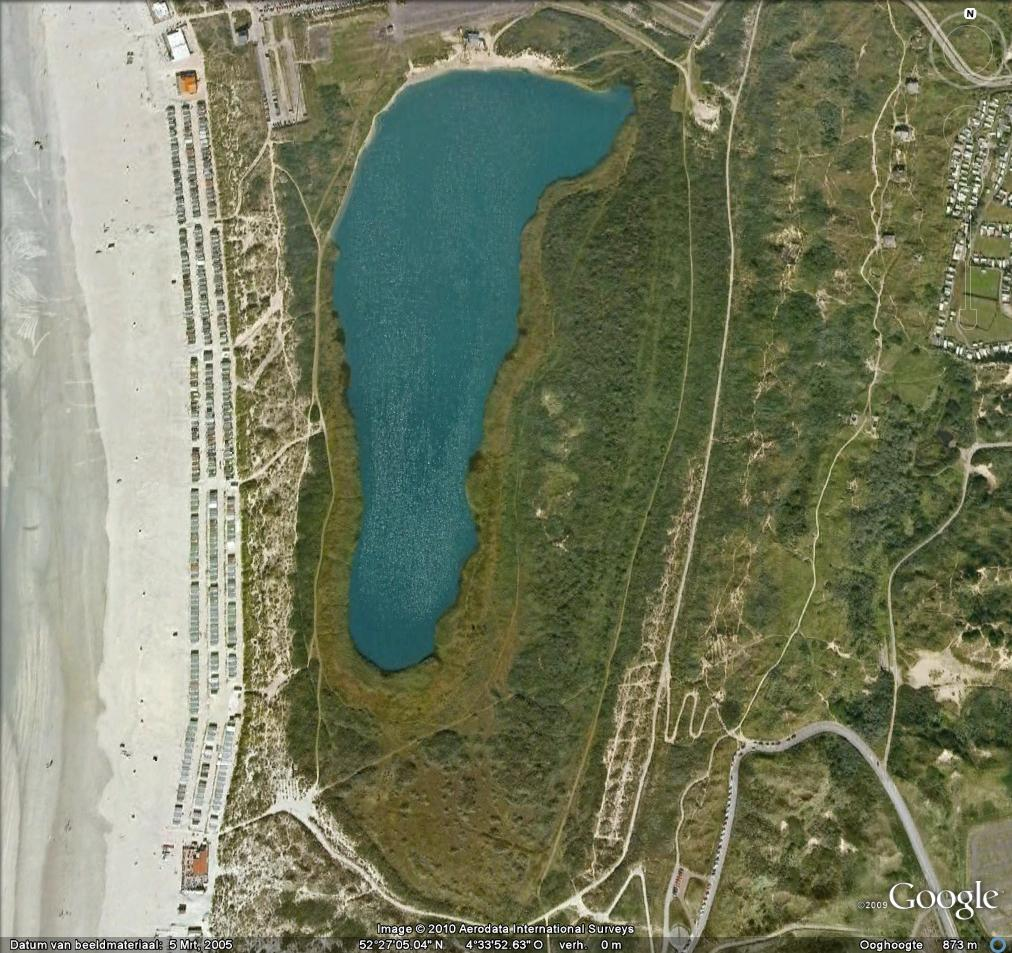 N
©2009 Google
Image © 2010 Aerodata International Surveys
Datum van beeldmateriaal: 5 Mrt, 2005 52°27'05.04" N 4°33'52.63" O verh. 0 m Ooghoogte 873 m